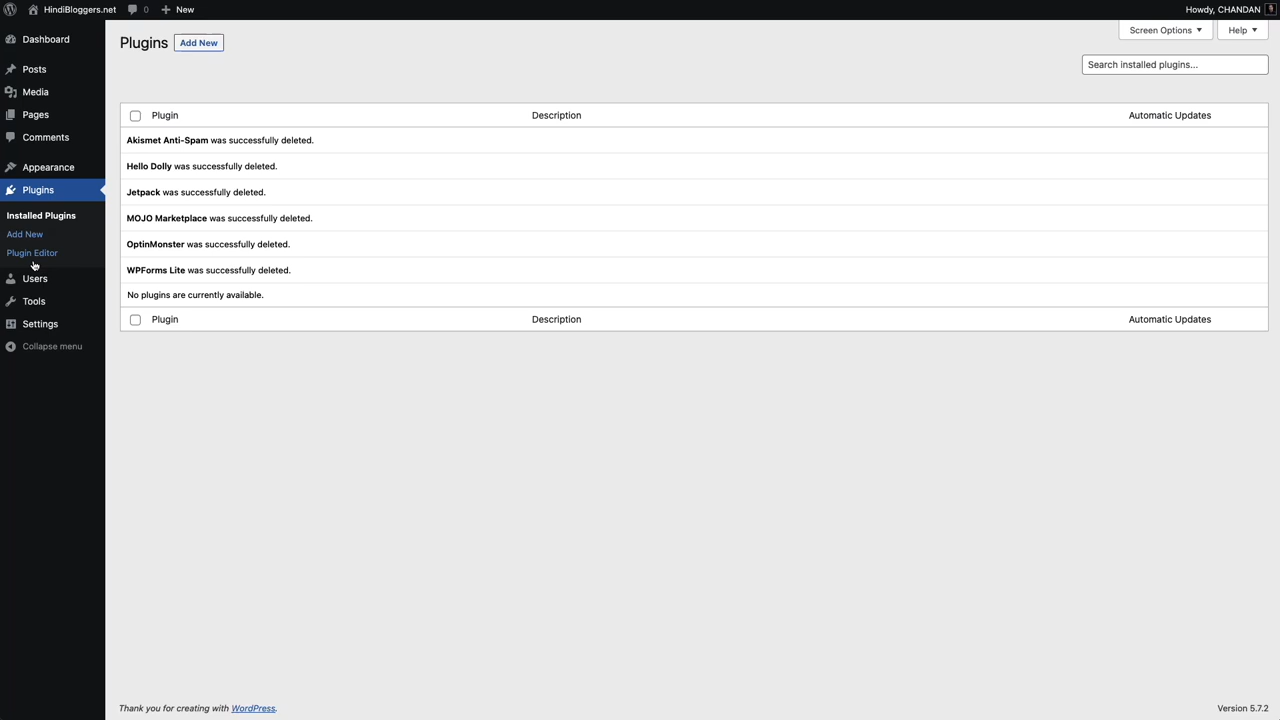 HindiBloggers.net 0 New Howdy, CHANDAN
Dashboard
Posts
Media
Pages
Comments
Appearance
Plugins
Installed Plugins
Add New
Plugin Editor
Users
Tools
Settings
Collapse menu
Screen Options Help
Plugins Add New
Search installed plugins...
Plugin Description Automatic Updates
Akismet Anti-Spam was successfully deleted.
Hello Dolly was successfully deleted.
Jetpack was successfully deleted.
MOJO Marketplace was successfully deleted.
OptinMonster was successfully deleted.
WPForms Lite was successfully deleted.
No plugins are currently available.
Plugin Description Automatic Updates
Thank you for creating with WordPress. Version 5.7.2